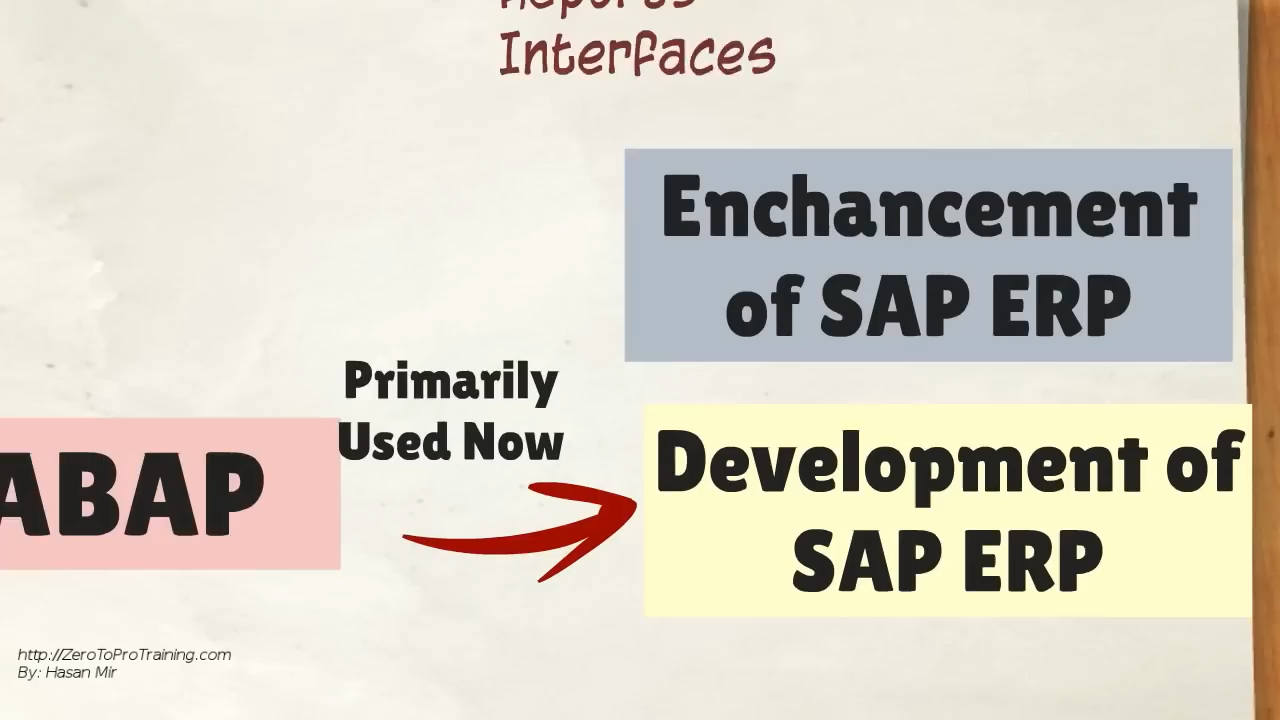 Reports
Interfaces
Enchancement
of SAP ERP
Primarily
Used Now
ABAP
Development of
SAP ERP
http://ZeroToProTraining.com
By: Hasan Mir